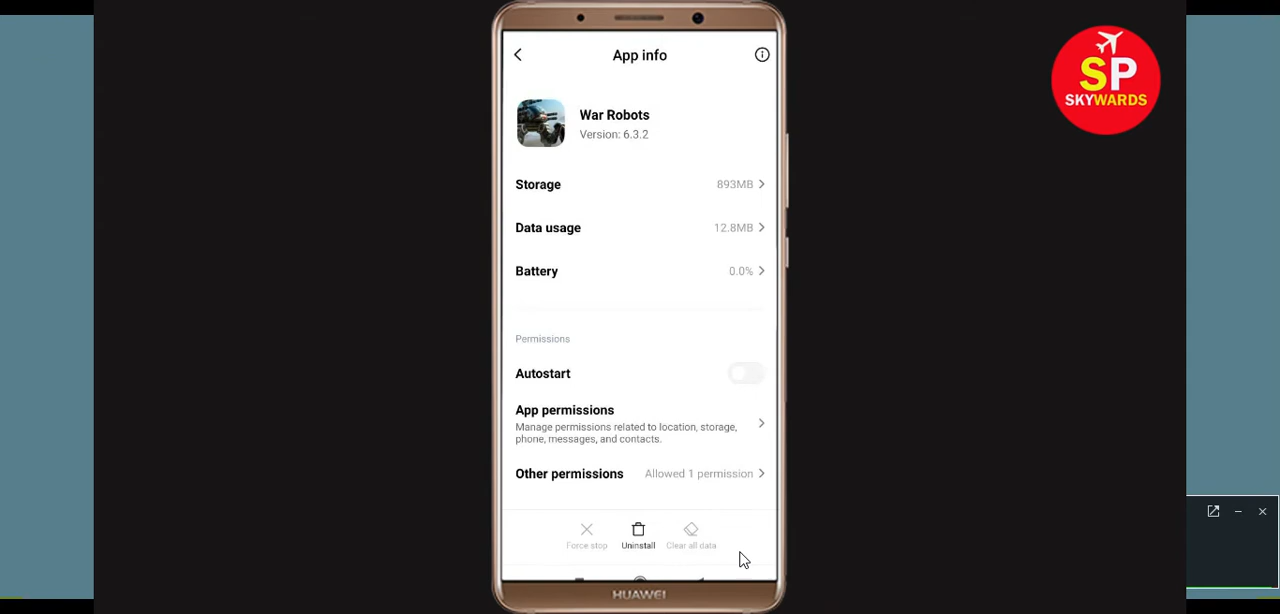 App info
SP
SKYWARDS
War Robots
Version: 6.3.2
Storage 893MB
Data usage 12.8MB
Battery 0.0%
Permissions
Autostart
App permissions
Manage permissions related to location, storage,
phone, messages, and contacts.
Other permissions Allowed 1 permission
Force stop Uninstall Clear all data
HUAWEI